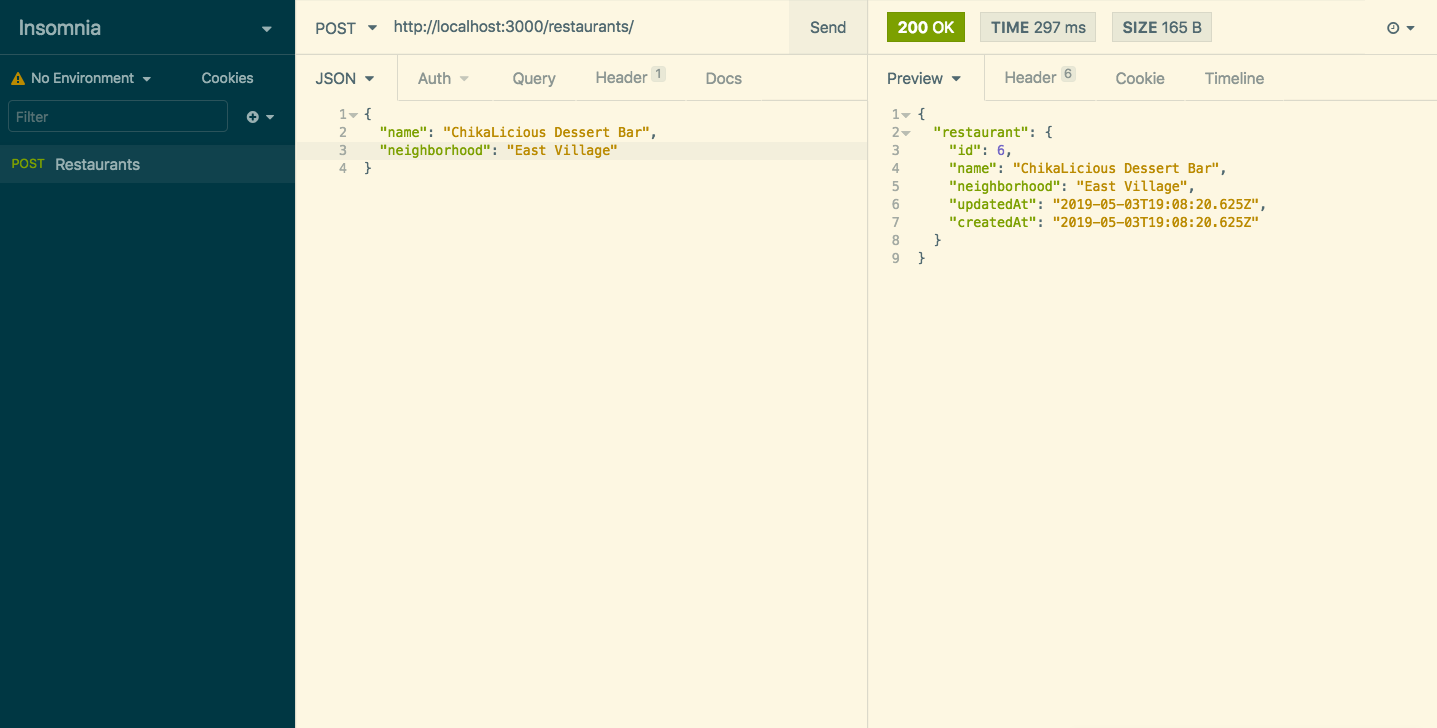 Insomnia
No Environment Cookies
Filter
POST Restaurants
POST http://localhost:3000/restaurants/ Send
JSON Auth Query Header 1 Docs
1 {
2 "name": "ChikaLicious Dessert Bar",
3 "neighborhood": "East Village"
4 }
200 OK TIME 297 ms SIZE 165 B
Preview Header 6 Cookie Timeline
1 {
2 "restaurant": {
3 "id": 6,
4 "name": "ChikaLicious Dessert Bar",
5 "neighborhood": "East Village",
6 "updatedAt": "2019-05-03T19:08:20.625Z",
7 "createdAt": "2019-05-03T19:08:20.625Z"
8 }
9 }